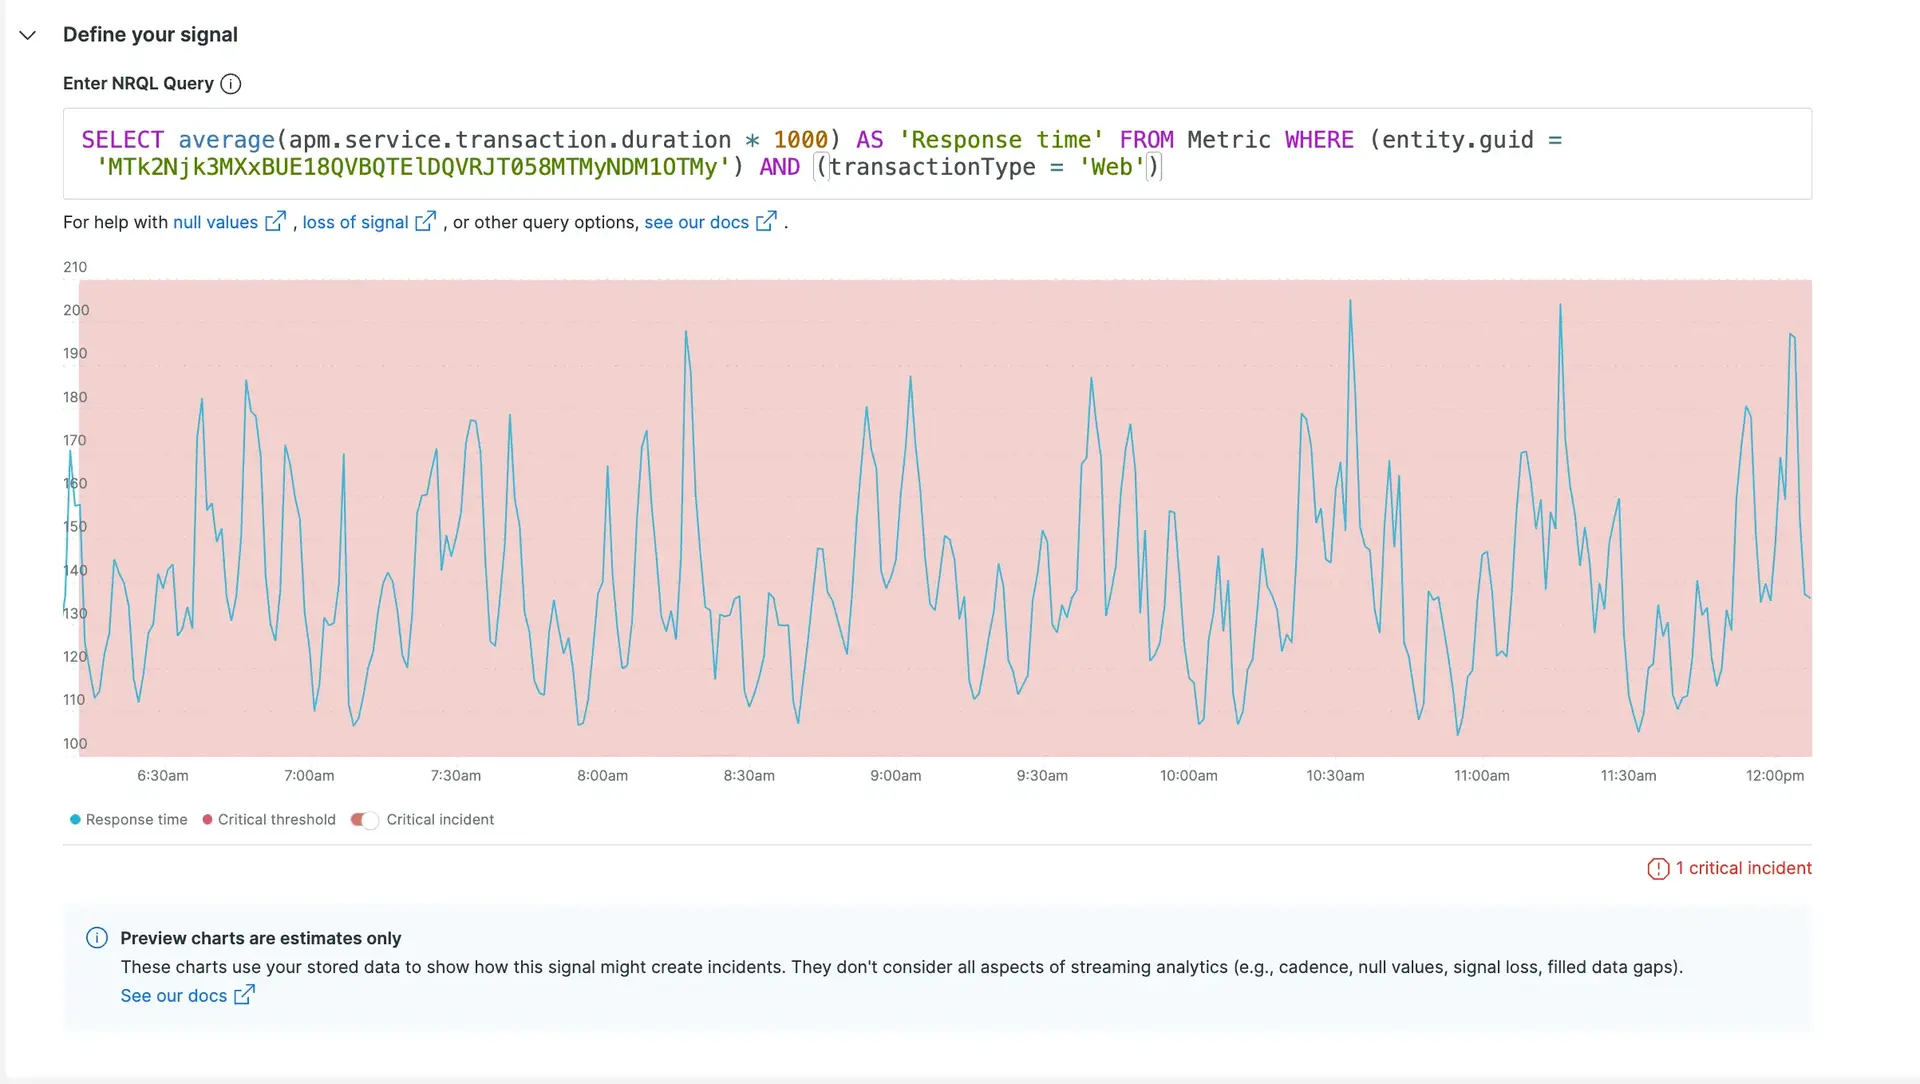 Define your signal
Enter NRQL Query
SELECT average(apm.service.transaction.duration * 1000) AS 'Response time' FROM Metric WHERE (entity.guid =
'MTk2Njk3MXxBUE18QVBQTElDQVRJT058MTMyNDM1OTMy') AND (transactionType = 'Web')
For help with null values , loss of signal , or other query options, see our docs .
210
200
190
180
170
160
150
140
130
120
110
100
6:30am 7:00am 7:30am 8:00am 8:30am 9:00am 9:30am 10:00am 10:30am 11:00am 11:30am 12:00pm
Response time Critical threshold Critical incident
1 critical incident
Preview charts are estimates only
These charts use your stored data to show how this signal might create incidents. They don't consider all aspects of streaming analytics (e.g., cadence, null values, signal loss, filled data gaps).
See our docs